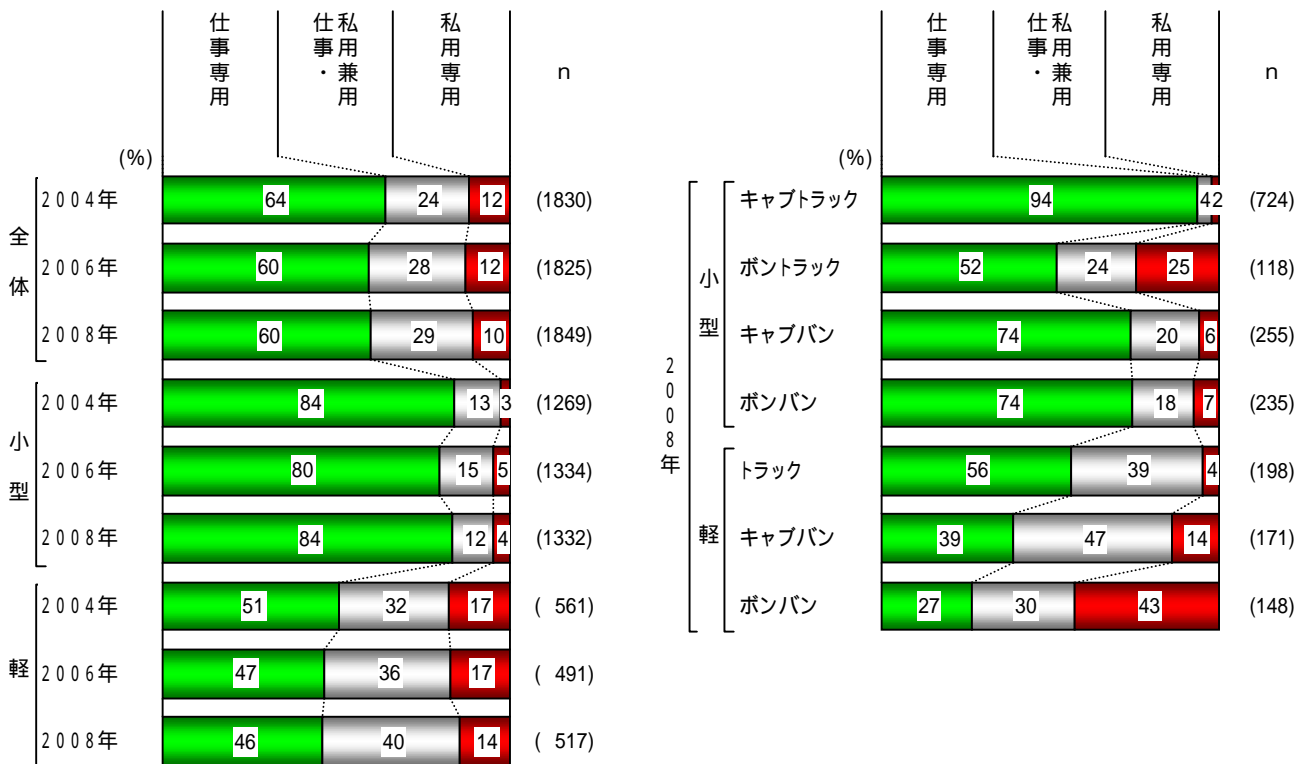 仕事専用
仕事・私用兼用
私用専用
n
(%)
全体
2004年 64 24 12 (1830)
2006年 60 28 12 (1825)
2008年 60 29 10 (1849)
小型
2004年 84 13 3 (1269)
2006年 80 15 5 (1334)
2008年 84 12 4 (1332)
軽
2004年 51 32 17 ( 561)
2006年 47 36 17 ( 491)
2008年 46 40 14 ( 517)
仕事専用
仕事・私用兼用
私用専用
n
(%)
2008年
小型
キャブトラック 94 4 2 (724)
ボントラック 52 24 25 (118)
キャブバン 74 20 6 (255)
ボンバン 74 18 7 (235)
軽
トラック 56 39 4 (198)
キャブバン 39 47 14 (171)
ボンバン 27 30 43 (148)